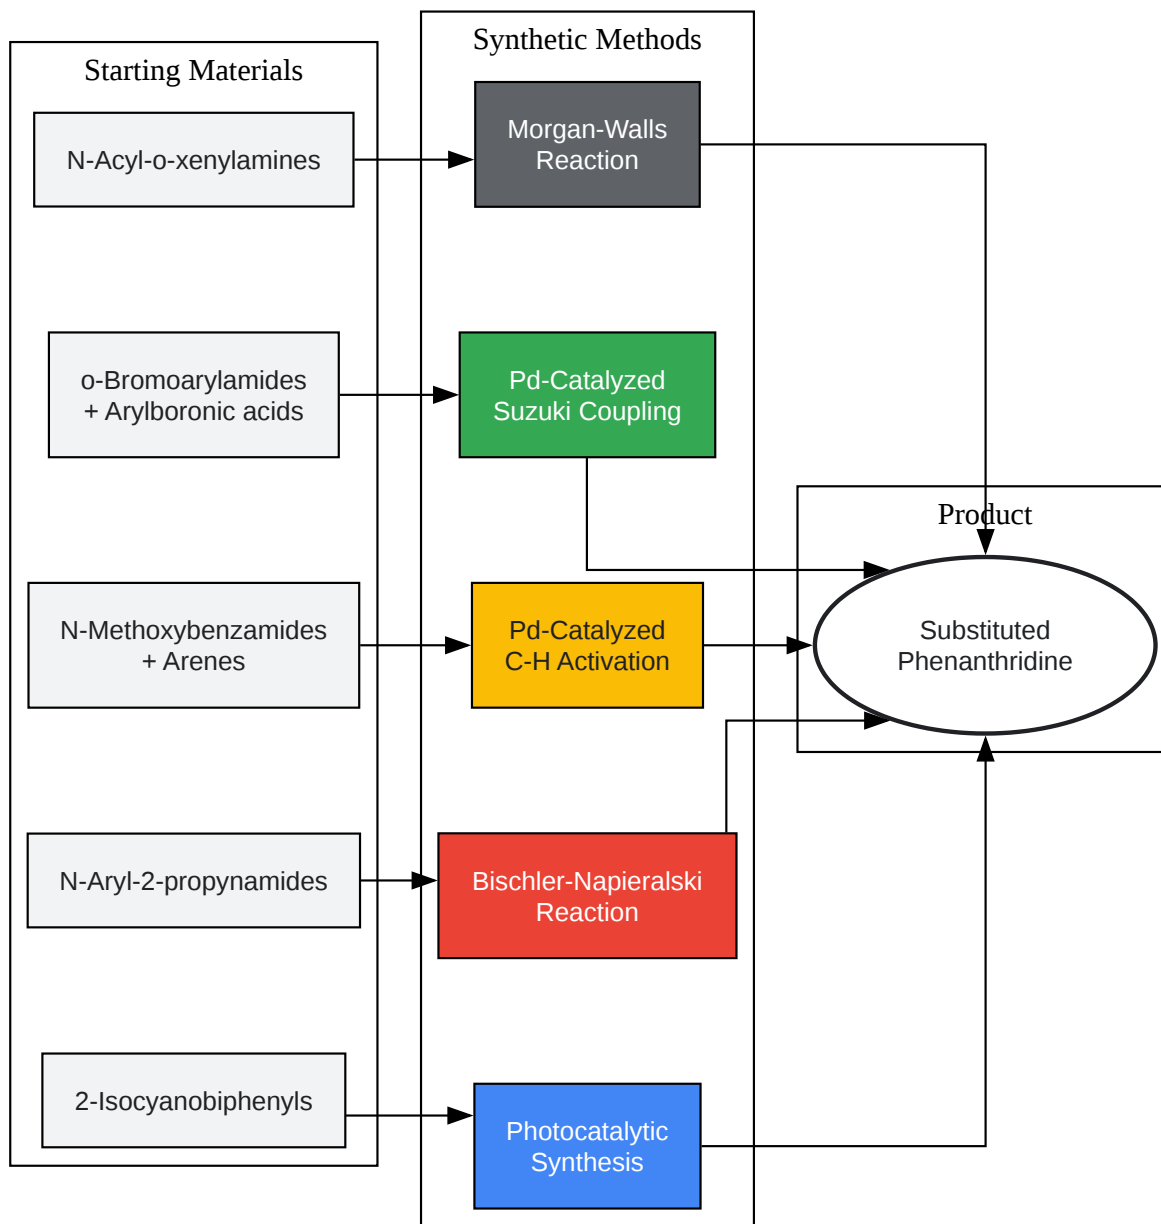 Starting Materials
Synthetic Methods
N-Acyl-o-xenylamines
Morgan-Walls
Reaction
o-Bromoarylamides
+ Arylboronic acids
Pd-Catalyzed
Suzuki Coupling
Product
N-Methoxybenzamides
+ Arenes
Pd-Catalyzed
C-H Activation
Substituted
Phenanthridine
N-Aryl-2-propynamides
Bischler-Napieralski
Reaction
2-Isocyanobiphenyls
Photocatalytic
Synthesis